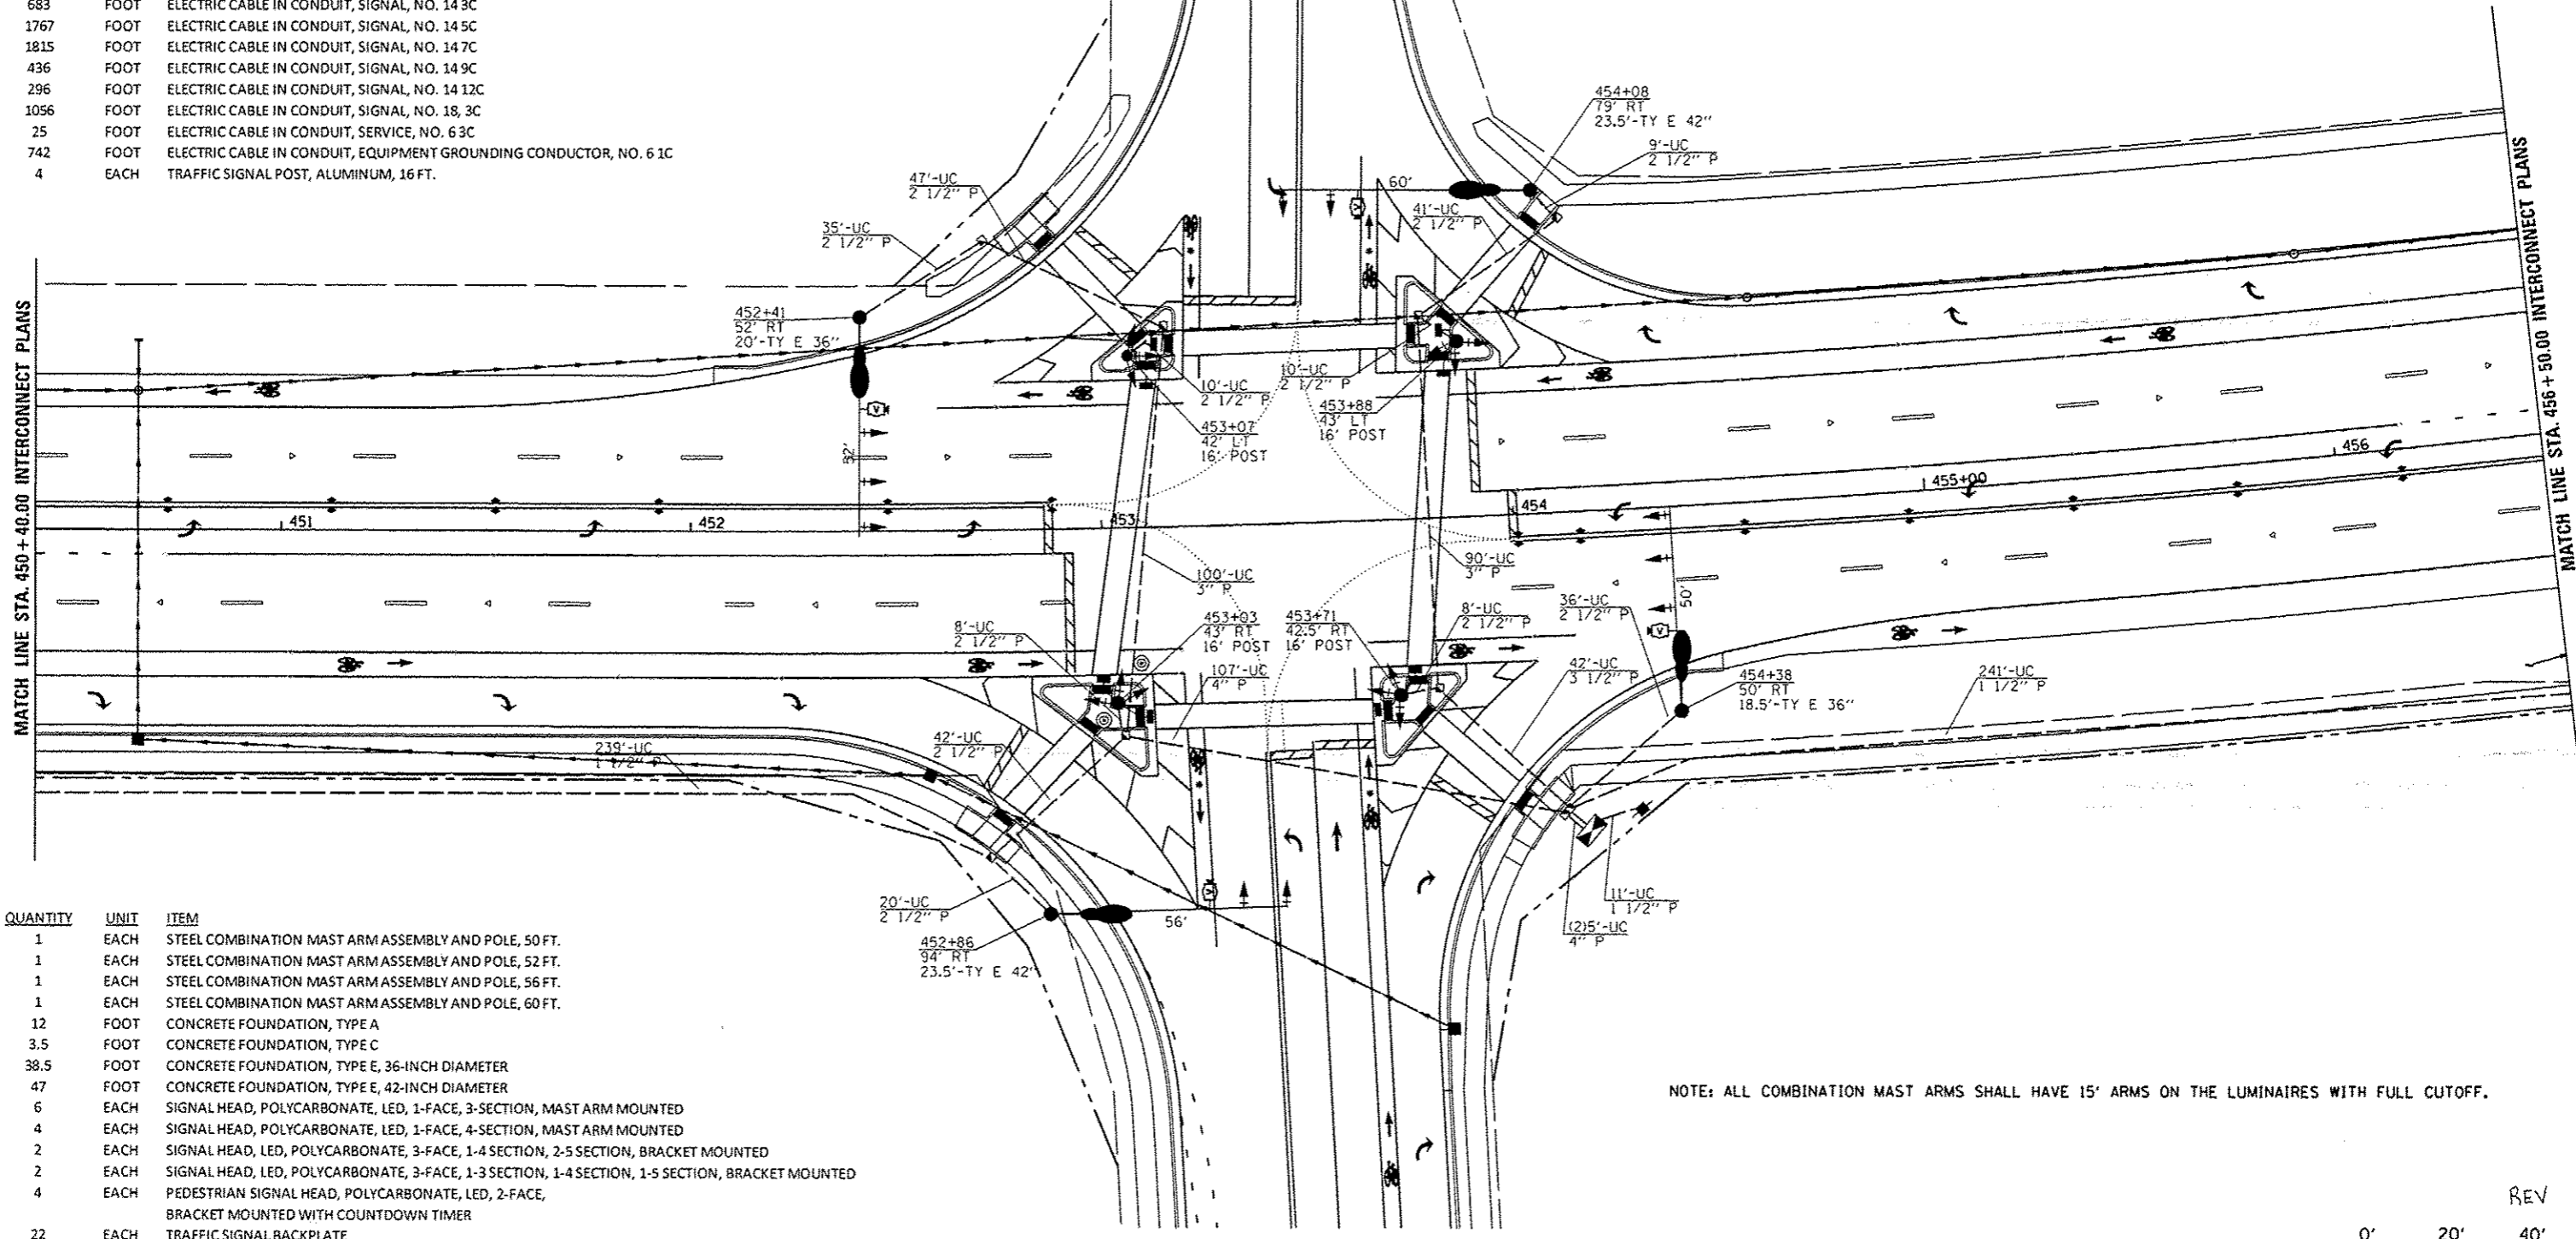 683 FOOT ELECTRIC CABLE IN CONDUIT, SIGNAL, NO. 14 3C
1767 FOOT ELECTRIC CABLE IN CONDUIT, SIGNAL, NO. 14 5C
1815 FOOT ELECTRIC CABLE IN CONDUIT, SIGNAL, NO. 14 7C
436 FOOT ELECTRIC CABLE IN CONDUIT, SIGNAL, NO. 14 9C
296 FOOT ELECTRIC CABLE IN CONDUIT, SIGNAL, NO. 14 12C
1056 FOOT ELECTRIC CABLE IN CONDUIT, SIGNAL, NO. 18, 3C
25 FOOT ELECTRIC CABLE IN CONDUIT, SERVICE, NO. 6 3C
742 FOOT ELECTRIC CABLE IN CONDUIT, EQUIPMENT GROUNDING CONDUCTOR, NO. 6 1C
4 EACH TRAFFIC SIGNAL POST, ALUMINUM, 16 FT.
454+08
79' RT
23.5'-TY E 42"
9'-UC
2 1/2" P
60'
41'-UC
2 1/2" P
47'-UC
2 1/2" P
35'-UC
2 1/2" P
452+41
52' RT
20'-TY E 36"
MATCH LINE STA. 450+40.00 INTERCONNECT PLANS
MATCH LINE STA. 456+50.00 INTERCONNECT PLANS
10'-UC
2 1/2" P
10'-UC
2 1/2" P
453+07
42' LT
16' POST
453+88
43' LT
16' POST
V
V
52'
451
452
453
454
455+00
456
100'-UC
3" P
90'-UC
3" P
50'
V
8'-UC
2 1/2" P
453+03
43' RT
16' POST
453+71
42.5' RT
16' POST
8'-UC
2 1/2" P
36'-UC
2 1/2" P
107'-UC
4" P
42'-UC
3 1/2" P
454+38
50' RT
18.5'-TY E 36"
241'-UC
1 1/2" P
239'-UC
1 1/2" P
42'-UC
2 1/2" P
20'-UC
2 1/2" P
V
56'
452+86
94' RT
23.5'-TY E 42"
11'-UC
1 1/2" P
(2)5'-UC
4" P
QUANTITY UNIT ITEM
1 EACH STEEL COMBINATION MAST ARM ASSEMBLY AND POLE, 50 FT.
1 EACH STEEL COMBINATION MAST ARM ASSEMBLY AND POLE, 52 FT.
1 EACH STEEL COMBINATION MAST ARM ASSEMBLY AND POLE, 56 FT.
1 EACH STEEL COMBINATION MAST ARM ASSEMBLY AND POLE, 60 FT.
12 FOOT CONCRETE FOUNDATION, TYPE A
3.5 FOOT CONCRETE FOUNDATION, TYPE C
38.5 FOOT CONCRETE FOUNDATION, TYPE E, 36-INCH DIAMETER
47 FOOT CONCRETE FOUNDATION, TYPE E, 42-INCH DIAMETER
6 EACH SIGNAL HEAD, POLYCARBONATE, LED, 1-FACE, 3-SECTION, MAST ARM MOUNTED
4 EACH SIGNAL HEAD, POLYCARBONATE, LED, 1-FACE, 4-SECTION, MAST ARM MOUNTED
2 EACH SIGNAL HEAD, LED, POLYCARBONATE, 3-FACE, 1-4 SECTION, 2-5 SECTION, BRACKET MOUNTED
2 EACH SIGNAL HEAD, LED, POLYCARBONATE, 3-FACE, 1-3 SECTION, 1-4 SECTION, 1-5 SECTION, BRACKET MOUNTED
4 EACH PEDESTRIAN SIGNAL HEAD, POLYCARBONATE, LED, 2-FACE,
BRACKET MOUNTED WITH COUNTDOWN TIMER
22 EACH TRAFFIC SIGNAL BACKPLATE
NOTE: ALL COMBINATION MAST ARMS SHALL HAVE 15' ARMS ON THE LUMINAIRES WITH FULL CUTOFF.
REV
0' 20' 40'